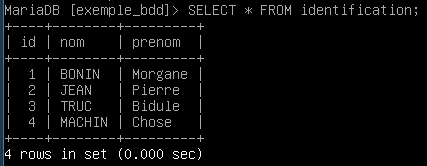 MariaDB [exemple_bdd]> SELECT * FROM identification;
+----+--------+---------+
| id | nom    | prenom  |
+----+--------+---------+
|  1 | BONIN  | Morgane |
|  2 | JEAN   | Pierre  |
|  3 | TRUC   | Bidule  |
|  4 | MACHIN | Chose   |
+----+--------+---------+
4 rows in set (0.000 sec)